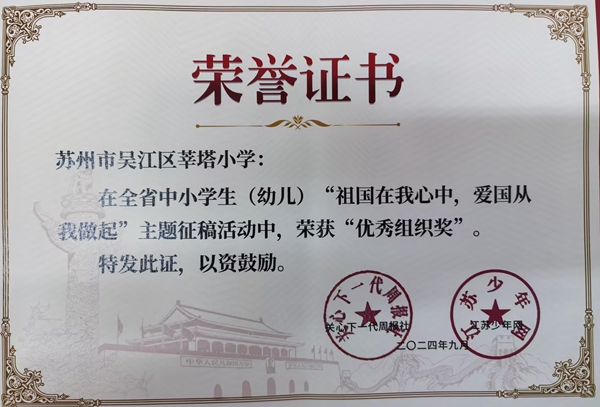 荣誉证书
苏州市吴江区莘塔小学:
在全省中小学生（幼儿）“祖国在我心中，爱国从
我做起”主题征稿活动中，荣获“优秀组织奖”。
特发此证，以资鼓励。
关心下一代周报社
江苏少年网
关心下一代周报社
江苏少年网
二〇二四年九月